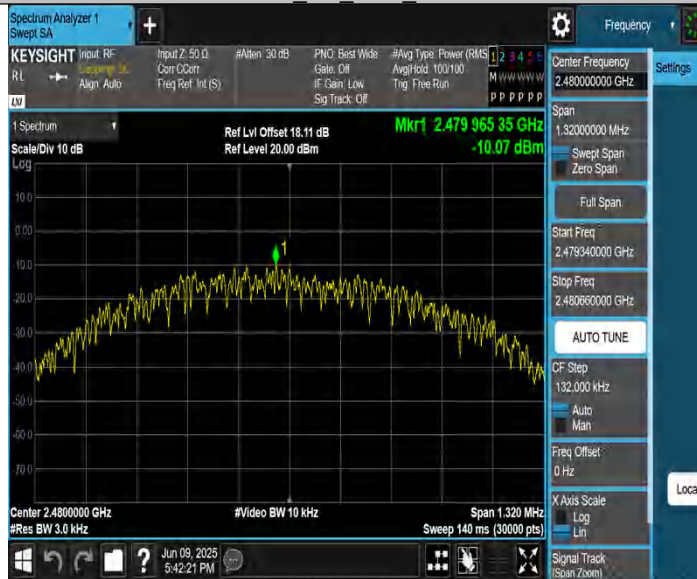 Spectrum Analyzer 1
Swept SA
+
Frequency
KEYSIGHT
Input: RF
RL
Align: Auto
Input Z: 50 Ω
Corr CCorr
Freq Ref: Int (S)
#Atten: 30 dB
PNO: Best Wide
Gate: Off
IF Gain: Low
Sig Track: Off
#Avg Type: Power (RMS
Avg|Hold: 100/100
Trig: Free Run
1 2 3 4 5 6
M W W W W W
P P P P P P
LXI
1 Spectrum
Scale/Div 10 dB
Log
Ref Lvl Offset 18.11 dB
Ref Level 20.00 dBm
Mkr1 2.479 965 35 GHz
-10.07 dBm
1
10.0
0.00
-10.0
-20.0
-30.0
-40.0
-50.0
-60.0
-70.0
Center 2.4800000 GHz
#Res BW 3.0 kHz
#Video BW 10 kHz
Span 1.320 MHz
Sweep 140 ms (30000 pts)
?
Jun 09, 2025
5:42:21 PM
Center Frequency
2.480000000 GHz
Settings
Span
1.32000000 MHz
Swept Span
Zero Span
Full Span
Start Freq
2.479340000 GHz
Stop Freq
2.480660000 GHz
AUTO TUNE
CF Step
132.000 kHz
Auto
Man
Freq Offset
0 Hz
X Axis Scale
Log
Lin
Loca
Signal Track
(Span Zoom)